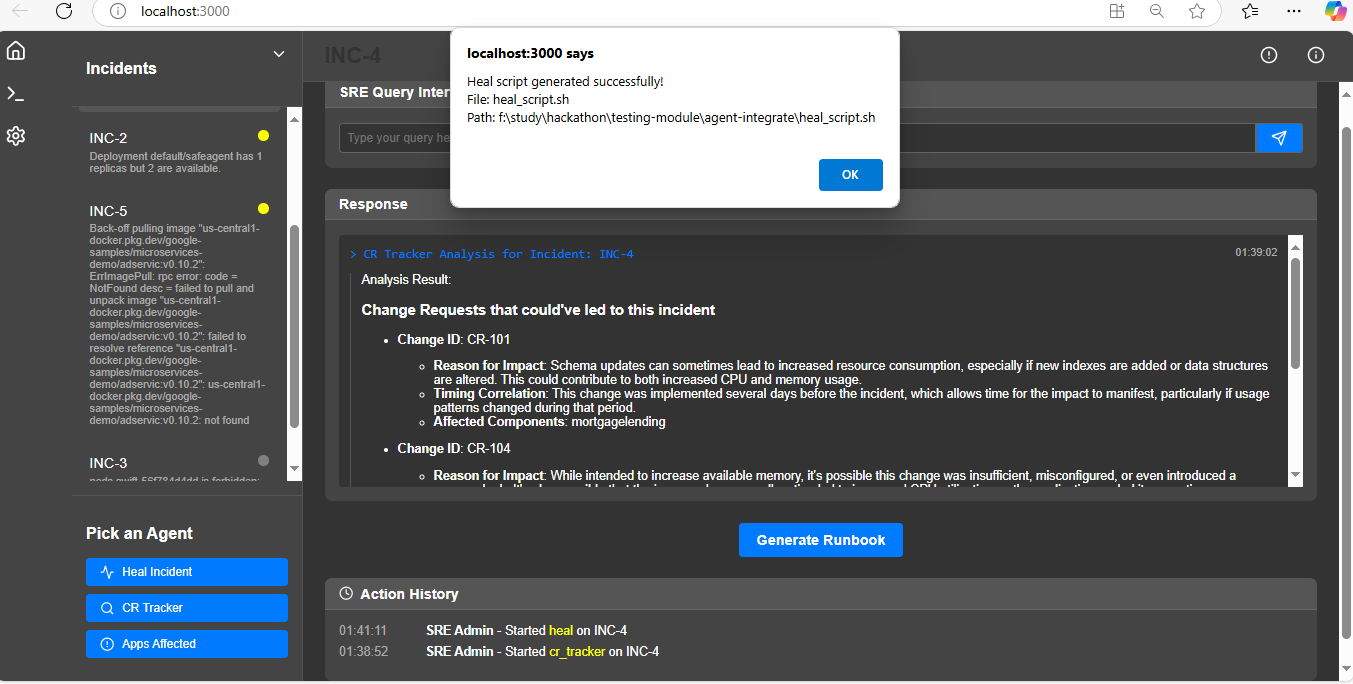 localhost:3000
localhost:3000 says
Heal script generated successfully!
File: heal_script.sh
Path: f:\study\hackathon\testing-module\agent-integrate\heal_script.sh
OK
Incidents
INC-2
Deployment default/safeagent has 1
replicas but 2 are available.
INC-5
Back-off pulling image "us-central1-
docker.pkg.dev/google-
samples/microservices-
demo/adservic:v0.10.2":
ErrImagePull: rpc error: code =
NotFound desc = failed to pull and
unpack image "us-central1-
docker.pkg.dev/google-
samples/microservices-
demo/adservic:v0.10.2": failed to
resolve reference "us-central1-
docker.pkg.dev/google-
samples/microservices-
demo/adservic:v0.10.2": us-central1-
docker.pkg.dev/google-
samples/microservices-
demo/adservic:v0.10.2: not found
INC-3
Pick an Agent
Heal Incident
CR Tracker
Apps Affected
INC-4
SRE Query Inter
Type your query he
Response
> CR Tracker Analysis for Incident: INC-4
01:39:02
Analysis Result:
Change Requests that could've led to this incident
• Change ID: CR-101
◦ Reason for Impact: Schema updates can sometimes lead to increased resource consumption, especially if new indexes are added or data structures
are altered. This could contribute to both increased CPU and memory usage.
◦ Timing Correlation: This change was implemented several days before the incident, which allows time for the impact to manifest, particularly if usage
patterns changed during that period.
◦ Affected Components: mortgagelending
• Change ID: CR-104
◦ Reason for Impact: While intended to increase available memory, it's possible this change was insufficient, misconfigured, or even introduced a
Generate Runbook
Action History
01:41:11 SRE Admin - Started heal on INC-4
01:38:52 SRE Admin - Started cr_tracker on INC-4